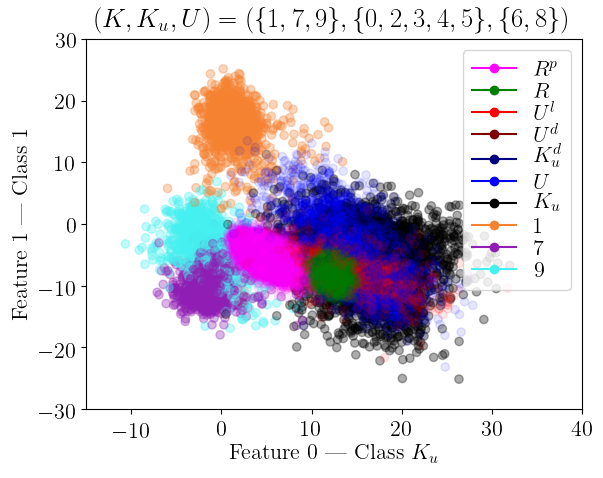 (K, K_u, U) = ({1, 7, 9}, {0, 2, 3, 4, 5}, {6, 8})
30
20
10
0
−10
−20
−30
Feature 1 — Class 1
R^p
R
U^l
U^d
K_u^d
U
K_u
1
7
9
−10 0 10 20 30 40
Feature 0 — Class K_u